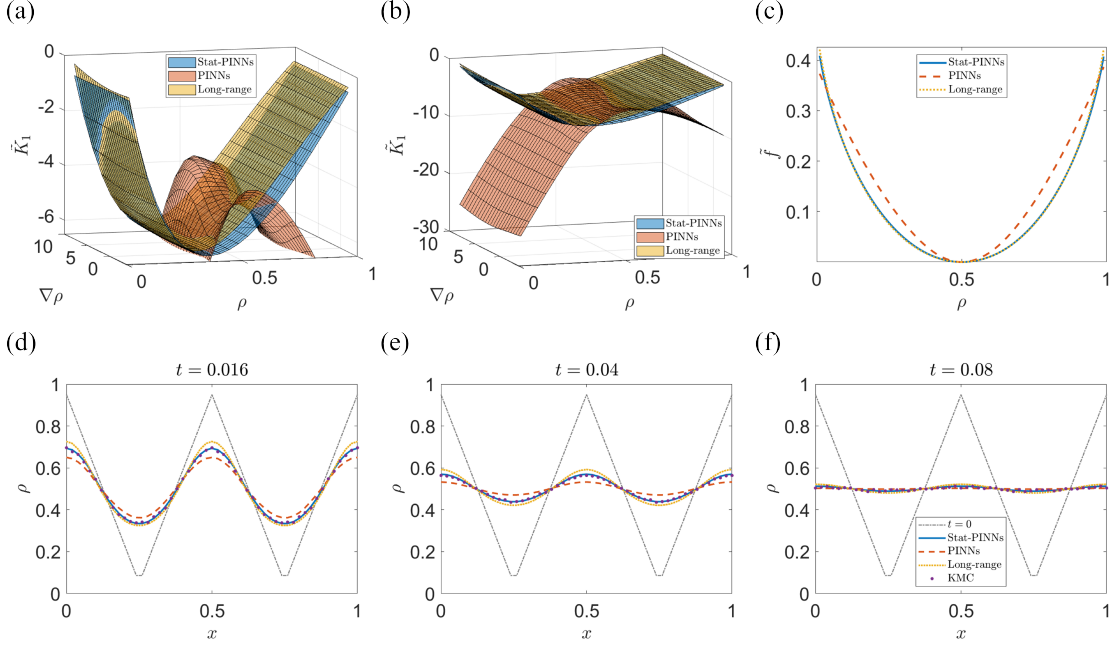 (a)
(b)
(c)
0
-2
-4
-6
10
5
0
0
0.5
1
K̃₁
∇ρ
ρ
Stat-PINNs
PINNs
Long-range
0
-10
-20
-30
10
5
0
0
0.5
1
K̃₁
∇ρ
ρ
Stat-PINNs
PINNs
Long-range
0.4
0.3
0.2
0.1
0
0.5
1
f̃
ρ
Stat-PINNs
PINNs
Long-range
(d)
(e)
(f)
t = 0.016
1
0.8
0.6
0.4
0.2
0
0
0.5
1
ρ
x
t = 0.04
1
0.8
0.6
0.4
0.2
0
0
0.5
1
ρ
x
t = 0.08
1
0.8
0.6
0.4
0.2
0
0
0.5
1
ρ
x
t = 0
Stat-PINNs
PINNs
Long-range
KMC